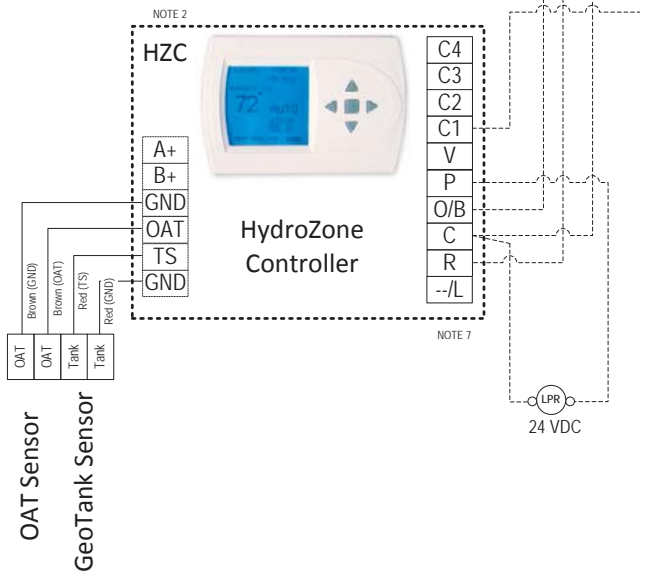 NOTE 2
HZC
72°
AUTO
C4
C3
C2
C1
V
P
O/B
C
R
--/L
A+
B+
GND
OAT
TS
GND
HydroZone
Controller
NOTE 7
Brown (GND)
Brown (OAT)
Red (TS)
Red (GND)
OAT
OAT
Tank
Tank
OAT Sensor
GeoTank Sensor
LPR
24 VDC